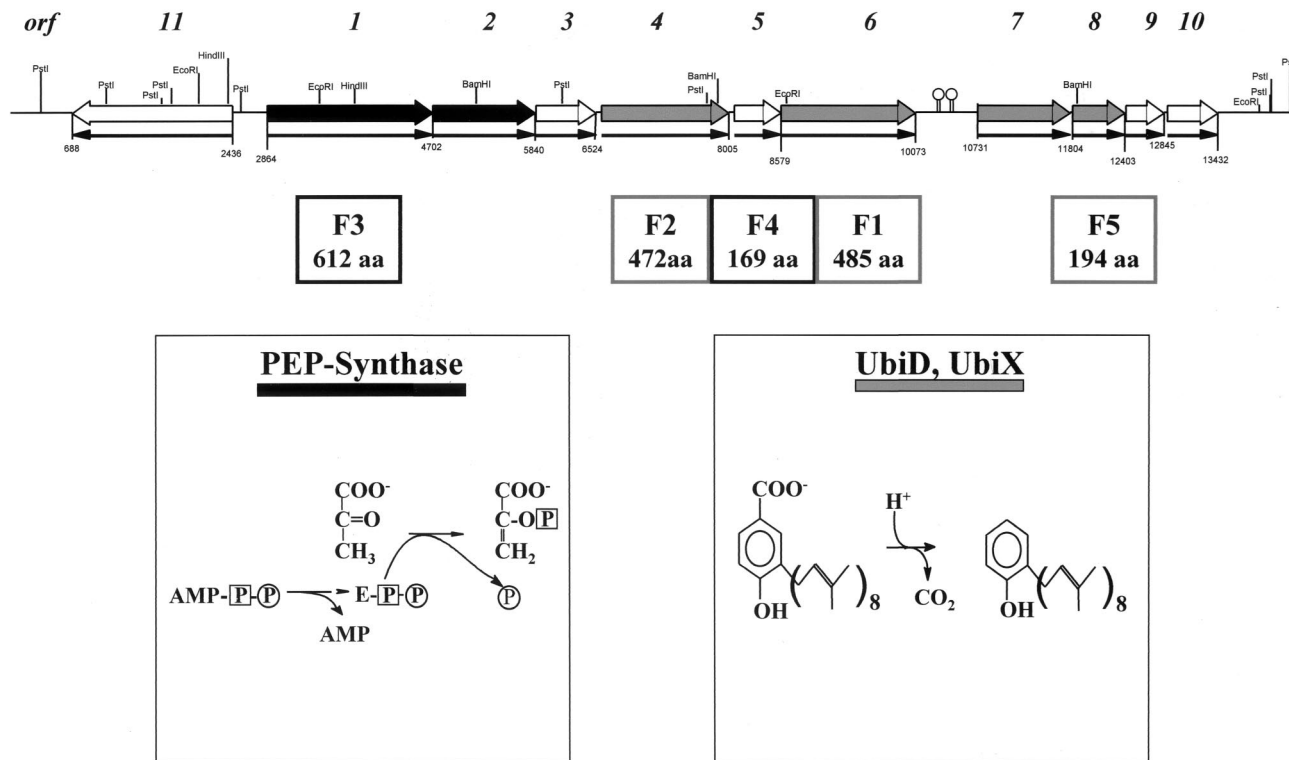 orf 11 1 2 3 4 5 6 7 8 9 10
PstI PstI PstI PstI EcoRI HindIII PstI EcoRI HindIII BamHI PstI PstI BamHI EcoRI BamHI EcoRI PstI PstI
688 2436 2864 4702 5840 6524 8005 8579 10073 10731 11804 12403 12845 13432
F3 F2 F4 F1 F5
612 aa 472aa 169 aa 485 aa 194 aa
PEP-Synthase
COO-
C=O
CH3
COO-
C-O P
CH2
AMP- P - P
E- P - P
P
AMP
UbiD, UbiX
COO-
H+
OH
( )8
CO2
OH
( )8